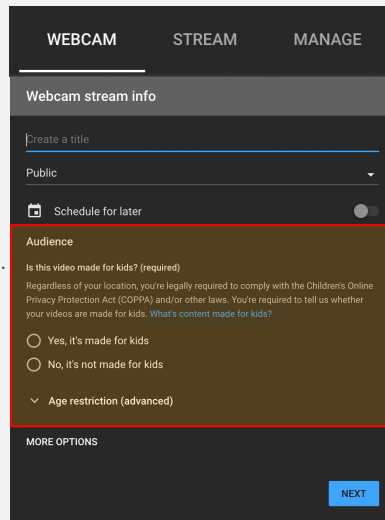 WEBCAM STREAM MANAGE
Webcam stream info
Create a title
Public
Schedule for later
Audience
Is this video made for kids? (required)
Regardless of your location, you're legally required to comply with the Children's Online
Privacy Protection Act (COPPA) and/or other laws. You're required to tell us whether
your videos are made for kids. What's content made for kids?
Yes, it's made for kids
No, it's not made for kids
Age restriction (advanced)
MORE OPTIONS
NEXT